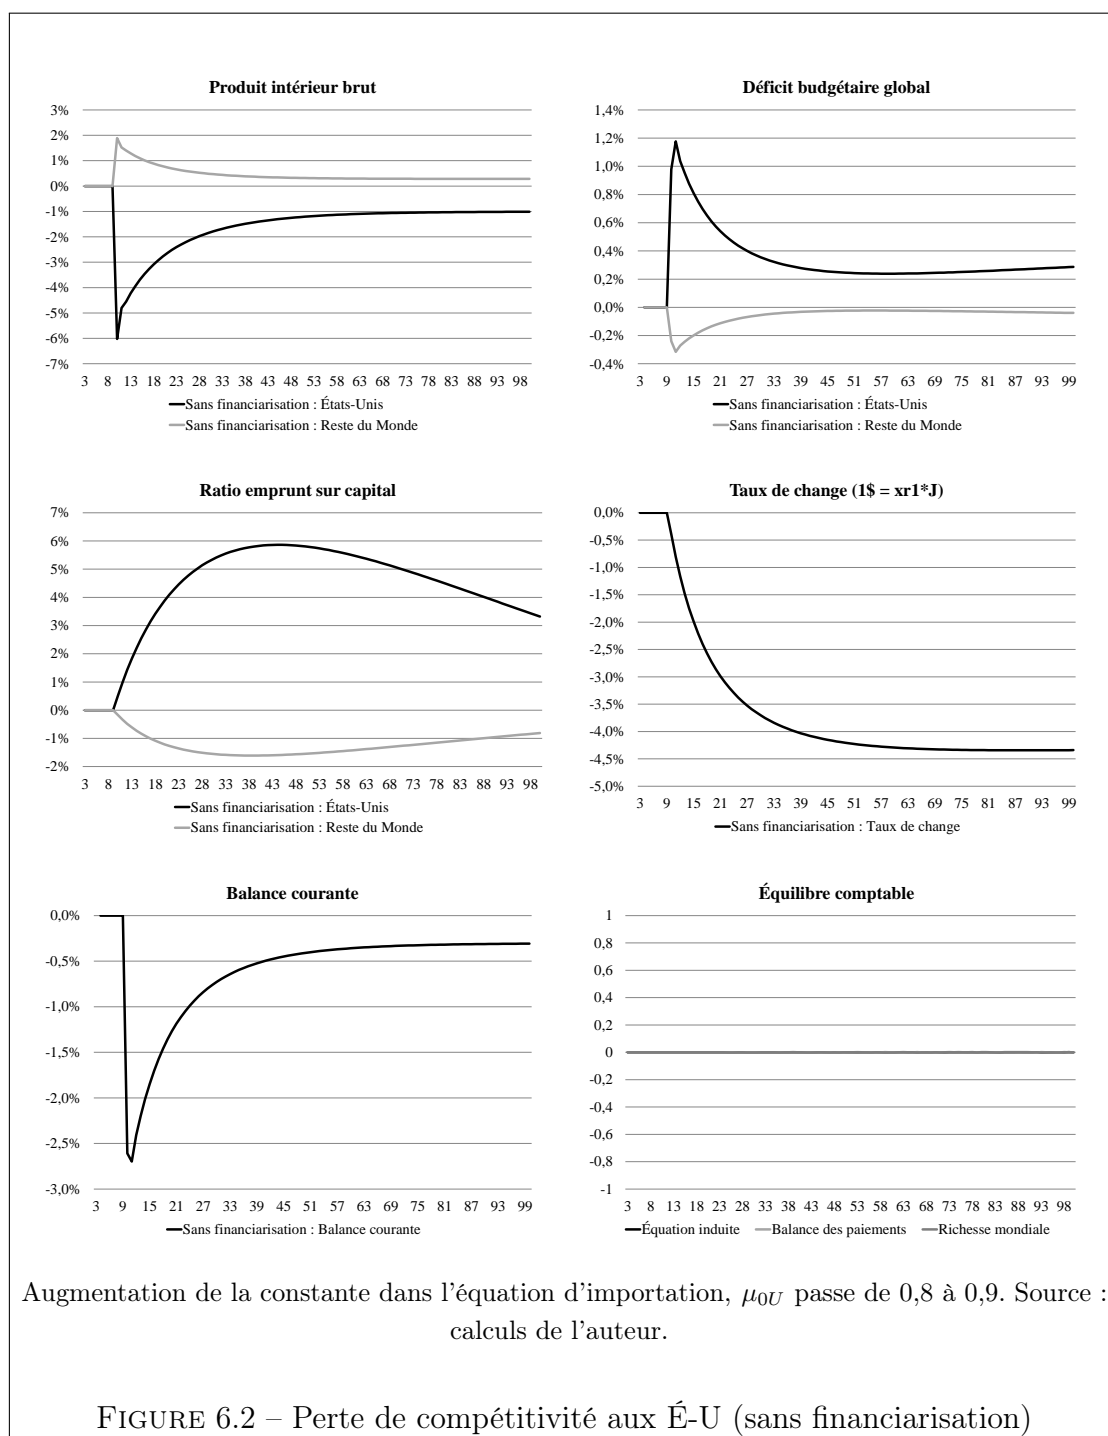 Produit intérieur brut
3%
2%
1%
0%
-1%
-2%
-3%
-4%
-5%
-6%
-7%
3 8 13 18 23 28 33 38 43 48 53 58 63 68 73 78 83 88 93 98
Sans financiarisation : États-Unis
Sans financiarisation : Reste du Monde
Déficit budgétaire global
1,4%
1,2%
1,0%
0,8%
0,6%
0,4%
0,2%
0,0%
-0,2%
-0,4%
3 9 15 21 27 33 39 45 51 57 63 69 75 81 87 93 99
Sans financiarisation : États-Unis
Sans financiarisation : Reste du Monde
Ratio emprunt sur capital
7%
6%
5%
4%
3%
2%
1%
0%
-1%
-2%
3 8 13 18 23 28 33 38 43 48 53 58 63 68 73 78 83 88 93 98
Sans financiarisation : États-Unis
Sans financiarisation : Reste du Monde
Taux de change (1$ = xr1*J)
0,0%
-0,5%
-1,0%
-1,5%
-2,0%
-2,5%
-3,0%
-3,5%
-4,0%
-4,5%
-5,0%
3 9 15 21 27 33 39 45 51 57 63 69 75 81 87 93 99
Sans financiarisation : Taux de change
Balance courante
0,0%
-0,5%
-1,0%
-1,5%
-2,0%
-2,5%
-3,0%
3 9 15 21 27 33 39 45 51 57 63 69 75 81 87 93 99
Sans financiarisation : Balance courante
Équilibre comptable
1
0,8
0,6
0,4
0,2
0
-0,2
-0,4
-0,6
-0,8
-1
3 8 13 18 23 28 33 38 43 48 53 58 63 68 73 78 83 88 93 98
Équation induite Balance des paiements Richesse mondiale
Augmentation de la constante dans l'équation d'importation, μ0U passe de 0,8 à 0,9. Source :
calculs de l'auteur.
FIGURE 6.2 – Perte de compétitivité aux É-U (sans financiarisation)